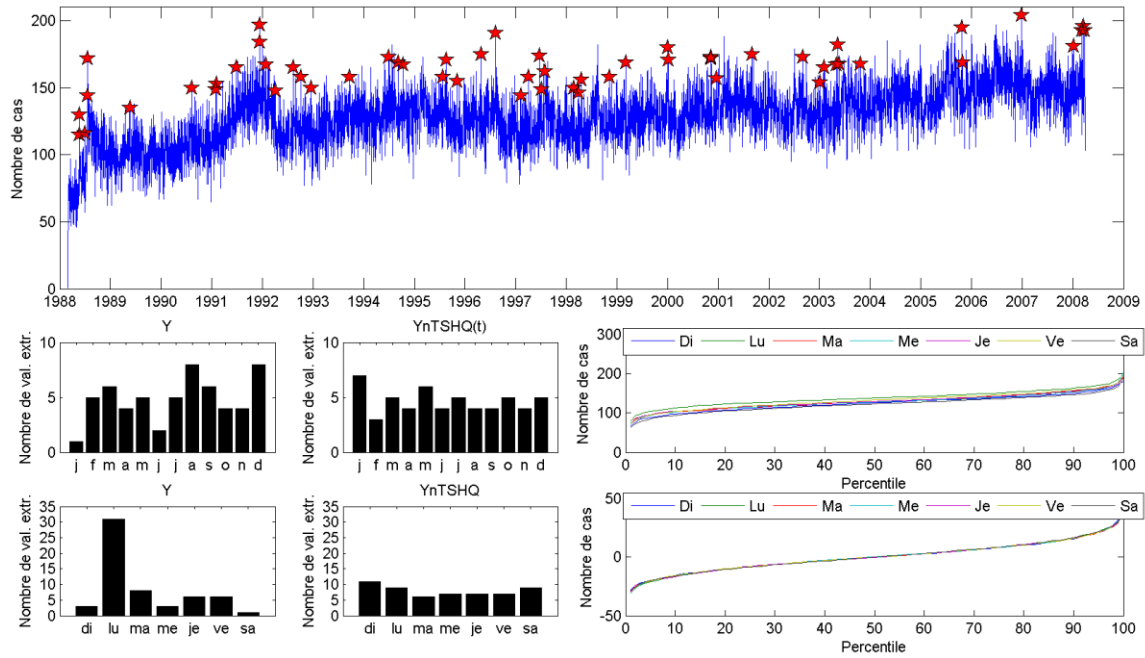 200
150
100
50
0
Nombre de cas
1988 1989 1990 1991 1992 1993 1994 1995 1996 1997 1998 1999 2000 2001 2002 2003 2004 2005 2006 2007 2008 2009
Y
10
5
0
Nombre de val. extr.
j f m a m j j a s o n d
YnTSHQ(t)
10
5
0
Nombre de val. extr.
j f m a m j j a s o n d
300
200
100
0
Nombre de cas
Di Lu Ma Me Je Ve Sa
0 10 20 30 40 50 60 70 80 90 100
Percentile
Y
35
30
25
20
15
10
5
0
Nombre de val. extr.
di lu ma me je ve sa
YnTSHQ
35
30
25
20
15
10
5
0
Nombre de val. extr.
di lu ma me je ve sa
50
0
-50
Nombre de cas
Di Lu Ma Me Je Ve Sa
0 10 20 30 40 50 60 70 80 90 100
Percentile